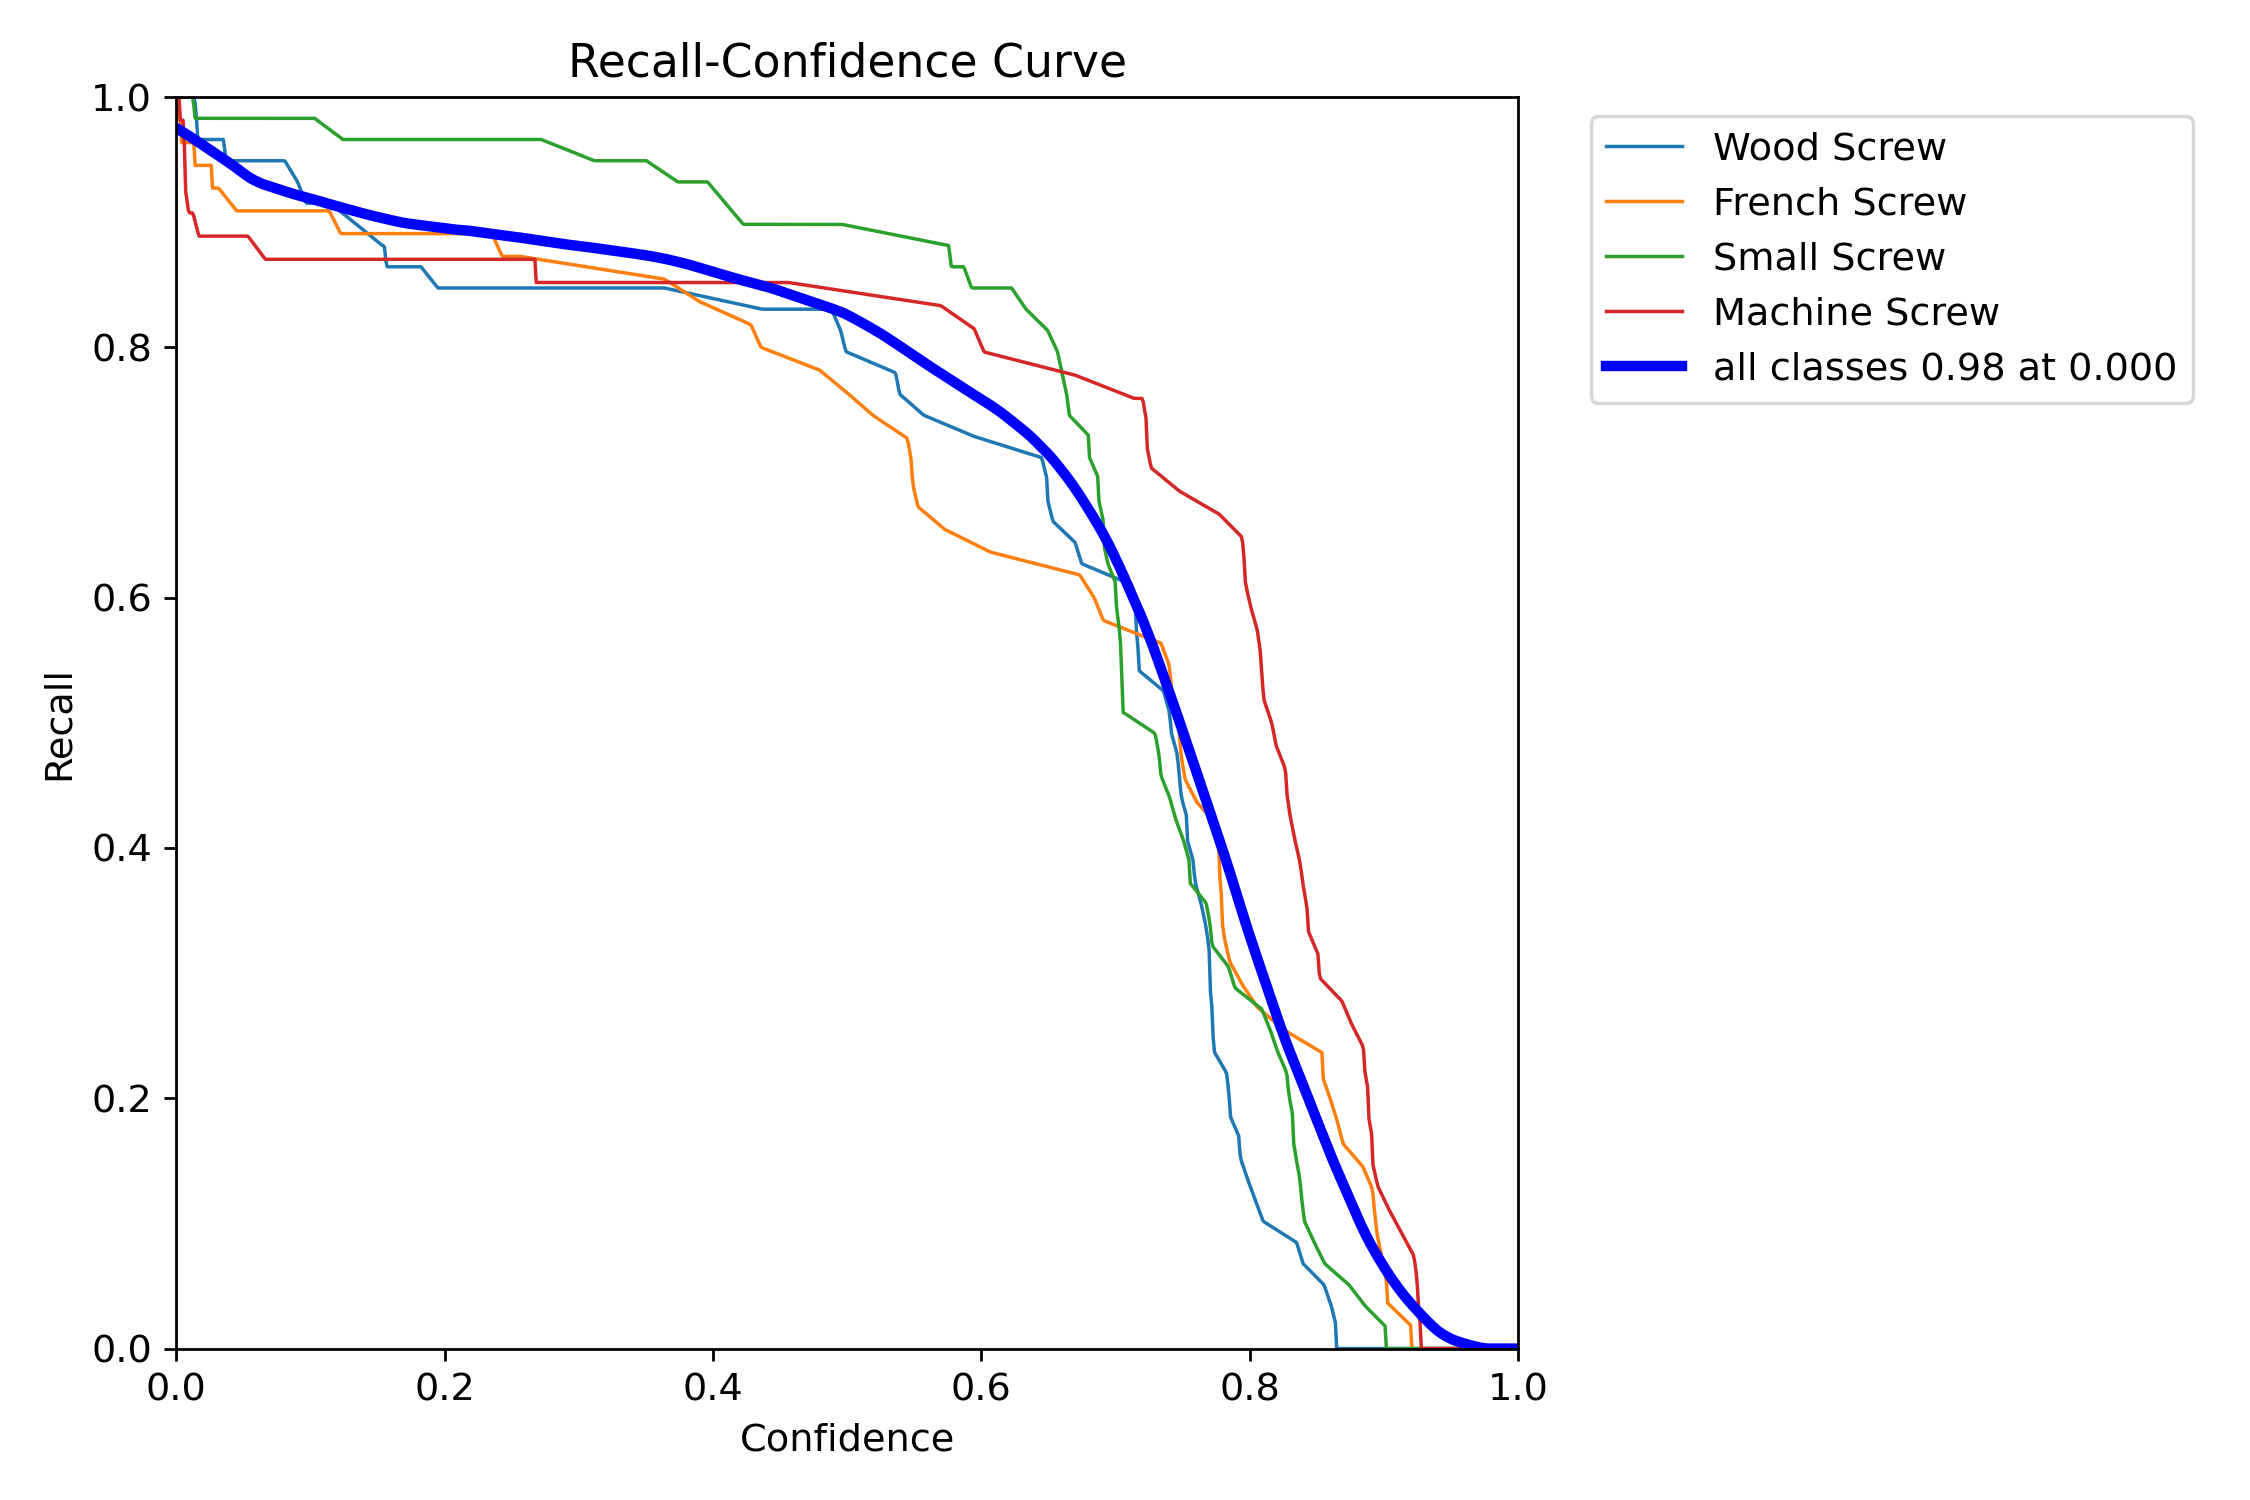 Recall-Confidence Curve
1.0
0.8
0.6
0.4
0.2
0.0
Recall
0.0 0.2 0.4 0.6 0.8 1.0
Confidence
Wood Screw
French Screw
Small Screw
Machine Screw
all classes 0.98 at 0.000